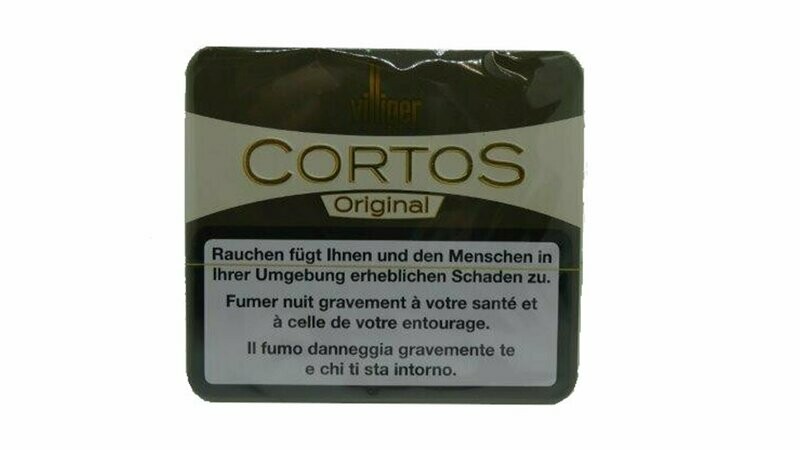 villiger
CORTOS
Original
Rauchen fügt Ihnen und den Menschen in
Ihrer Umgebung erheblichen Schaden zu.
Fumer nuit gravement à votre santé et
à celle de votre entourage.
Il fumo danneggia gravemente te
e chi ti sta intorno.